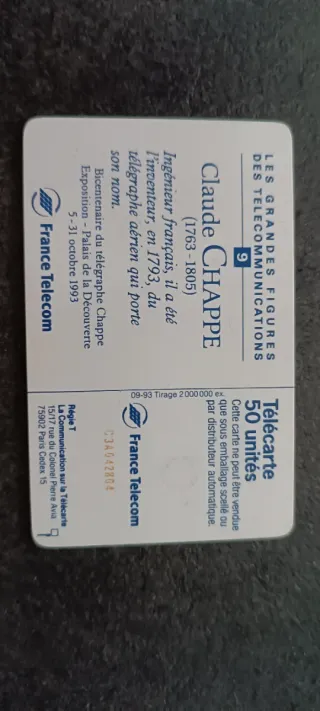 LES GRANDES FIGURES
DES TELECOMMUNICATIONS
9
Claude CHAPPE
(1763 - 1805)
Ingénieur français, il a été
l'inventeur, en 1793, du
télégraphe aérien qui porte
son nom.
Bicentenaire du télégraphe Chappe
Exposition - Palais de la Découverte
5 - 31 octobre 1993
France Telecom
Télécarte
50 unités
Cette carte ne peut être vendue
que sous emballage scellé ou
par distributeur automatique.
09-93 Tirage 2 000 000 ex.
France Telecom
C3A042804
Régie T
La Communication sur la Télécarte
15/17 rue du Colonel Pierre Avia
75902 Paris Cedex 15